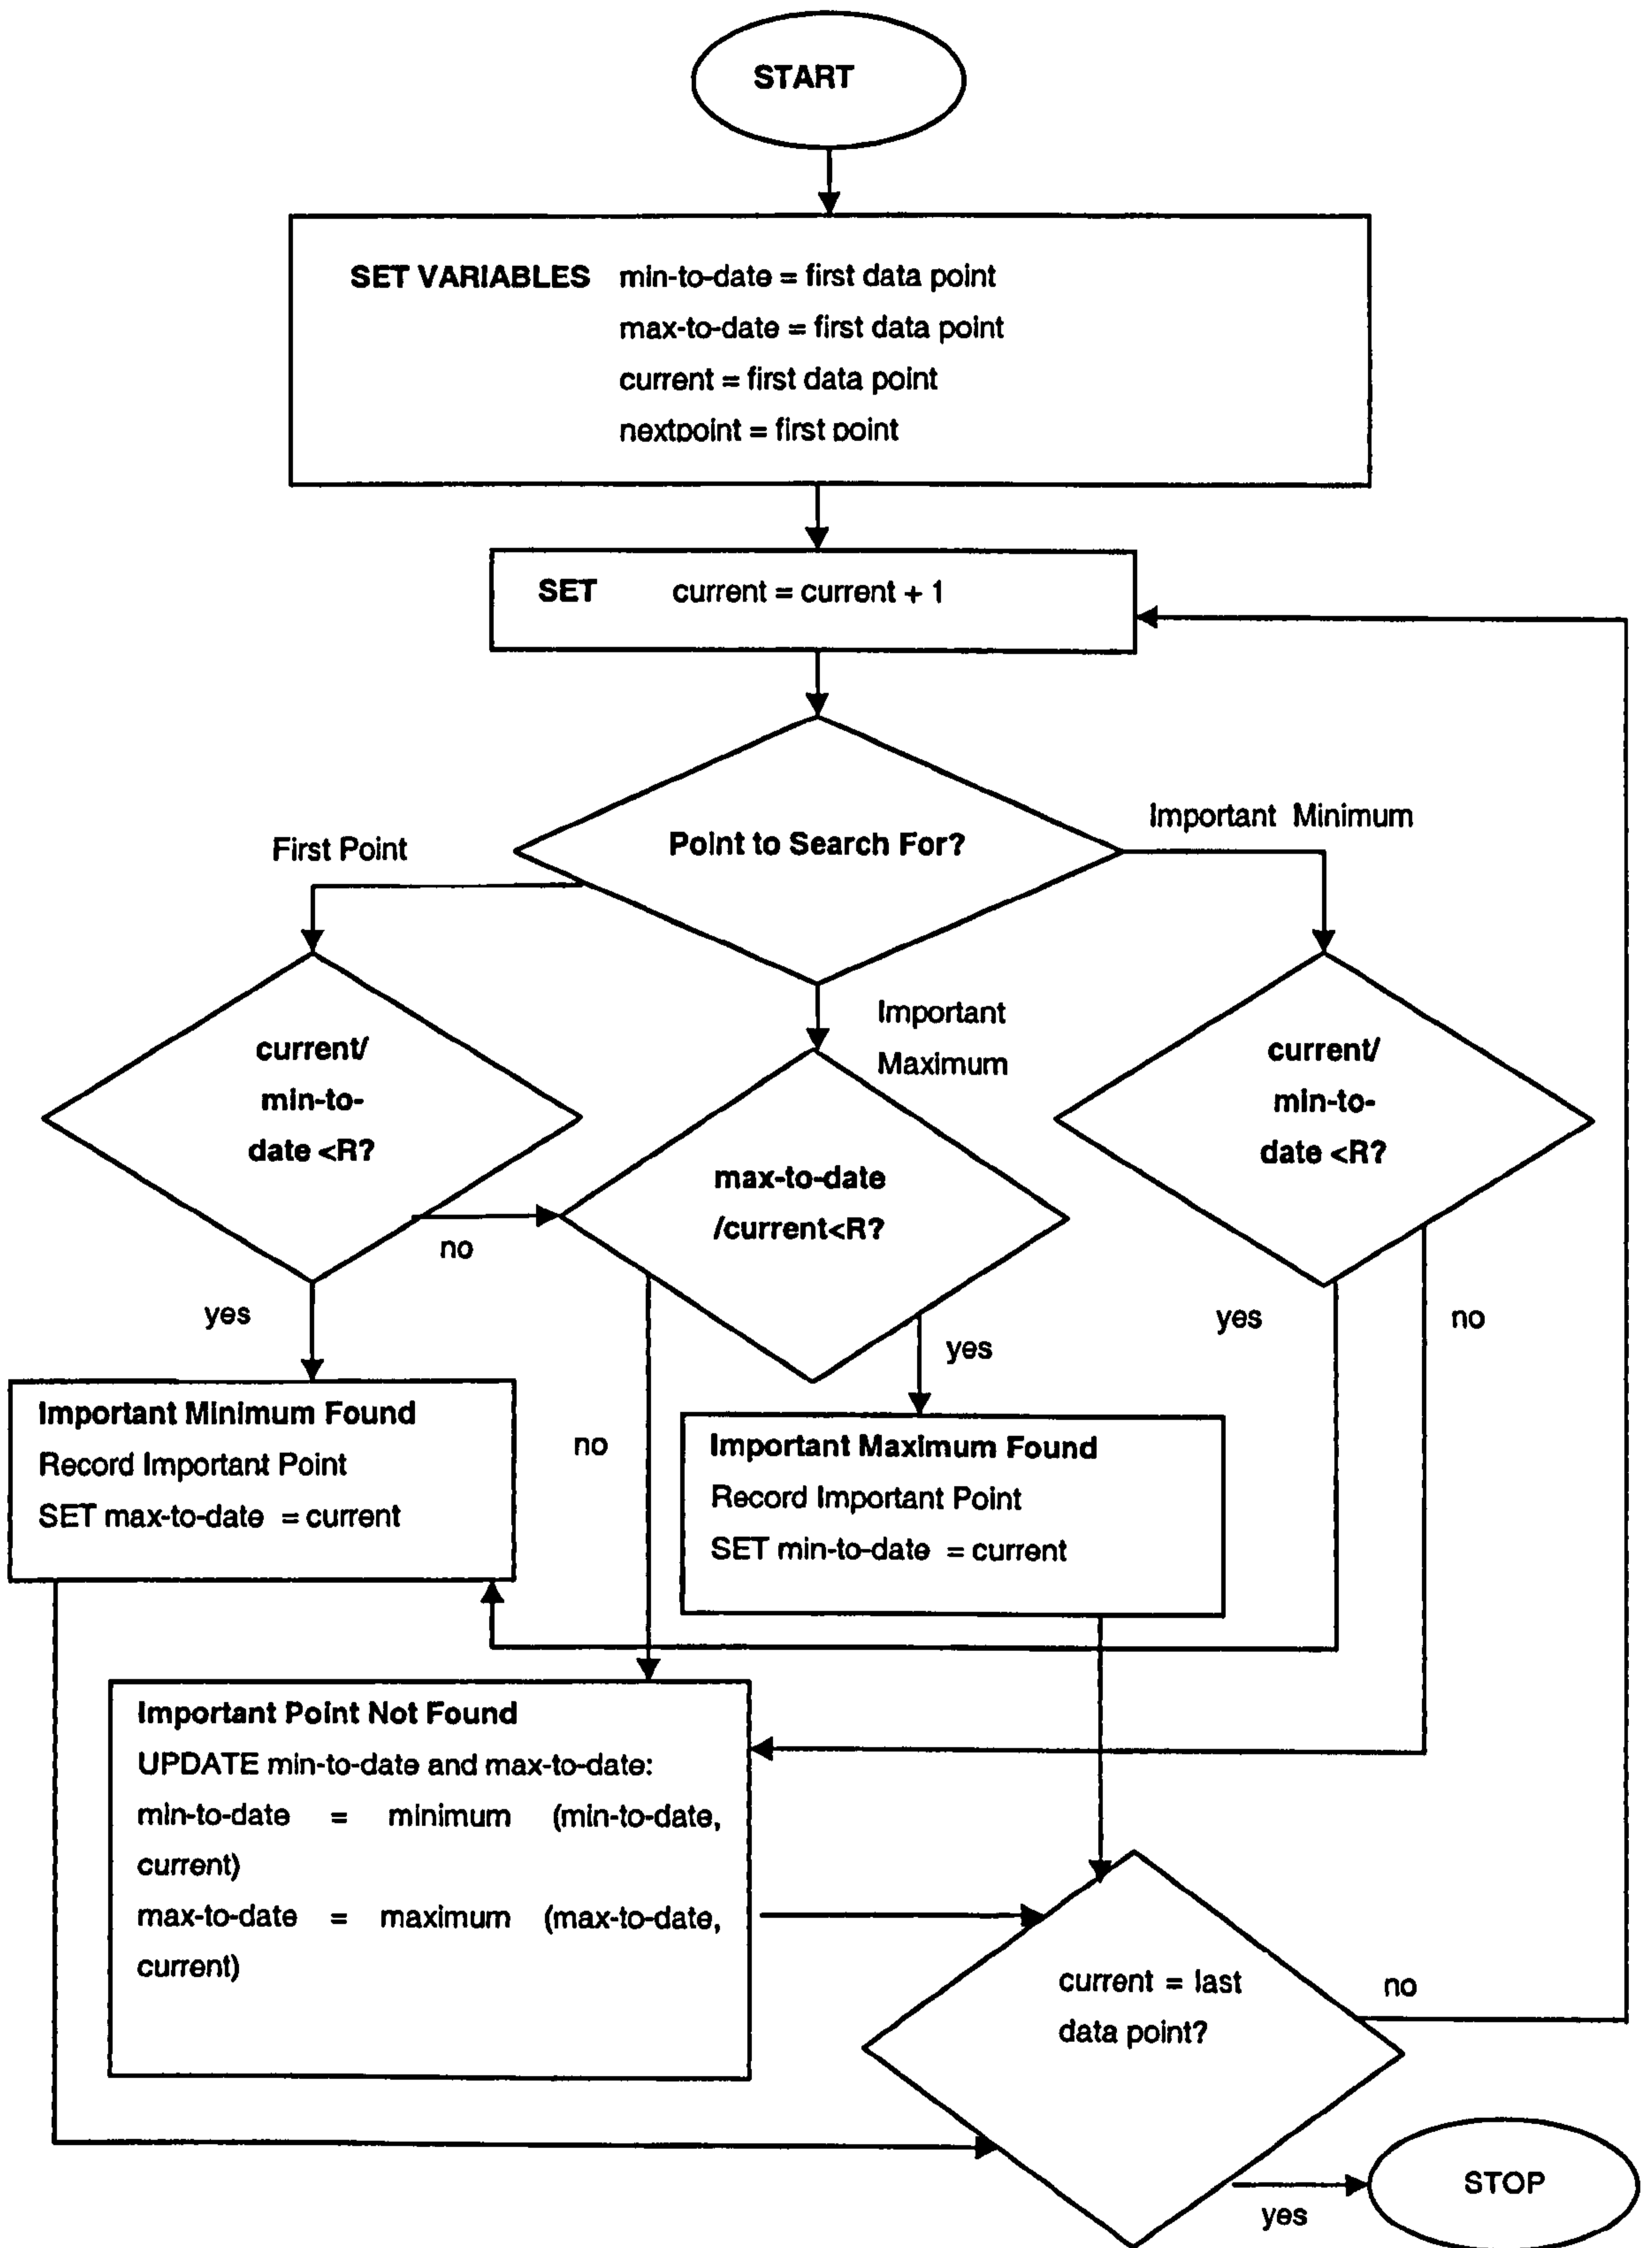 START
SET VARIABLES min-to-date = first data point
max-to-date = first data point
current = first data point
nextpoint = first point
SET current = current + 1
Point to Search For?
First Point
Important Minimum
Important
Maximum
current/
min-to-
date <R?
max-to-date
/current<R?
current/
min-to-
date <R?
no
yes
yes
no
yes
no
Important Minimum Found
Record Important Point
SET max-to-date = current
Important Maximum Found
Record Important Point
SET min-to-date = current
Important Point Not Found
UPDATE min-to-date and max-to-date:
min-to-date = minimum (min-to-date,
current)
max-to-date = maximum (max-to-date,
current)
current = last
data point?
no
yes
STOP